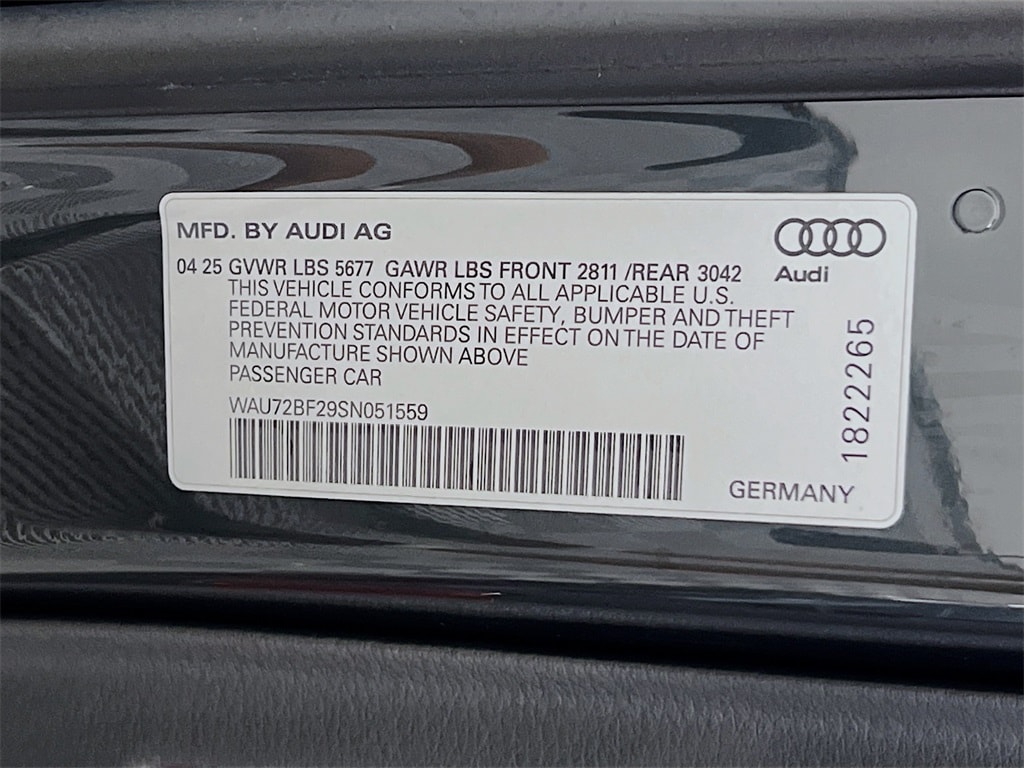 MFD. BY AUDI AG
Audi
04 25 GVWR LBS 5677 GAWR LBS FRONT 2811 /REAR 3042
THIS VEHICLE CONFORMS TO ALL APPLICABLE U.S.
FEDERAL MOTOR VEHICLE SAFETY, BUMPER AND THEFT
PREVENTION STANDARDS IN EFFECT ON THE DATE OF
MANUFACTURE SHOWN ABOVE
PASSENGER CAR
WAU72BF29SN051559
1822265
GERMANY